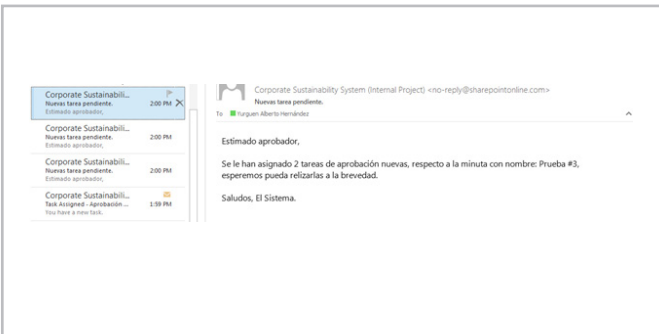 Corporate Sustainabili...
Nuevas tarea pendiente. 2:00 PM
Estimado aprobador,
Corporate Sustainabili...
Nuevas tarea pendiente. 2:00 PM
Estimado aprobador,
Corporate Sustainabili...
Nuevas tarea pendiente. 2:00 PM
Estimado aprobador,
Corporate Sustainabili...
Task Assigned - Aprobación ... 1:59 PM
You have a new task.
Corporate Sustainability System (Internal Project) <no-reply@sharepointonline.com>
Nuevas tarea pendiente.
To Yurguen Alberto Hernández
Estimado aprobador,
Se le han asignado 2 tareas de aprobación nuevas, respecto a la minuta con nombre: Prueba #3,
esperemos pueda relizarlas a la brevedad.
Saludos, El Sistema.